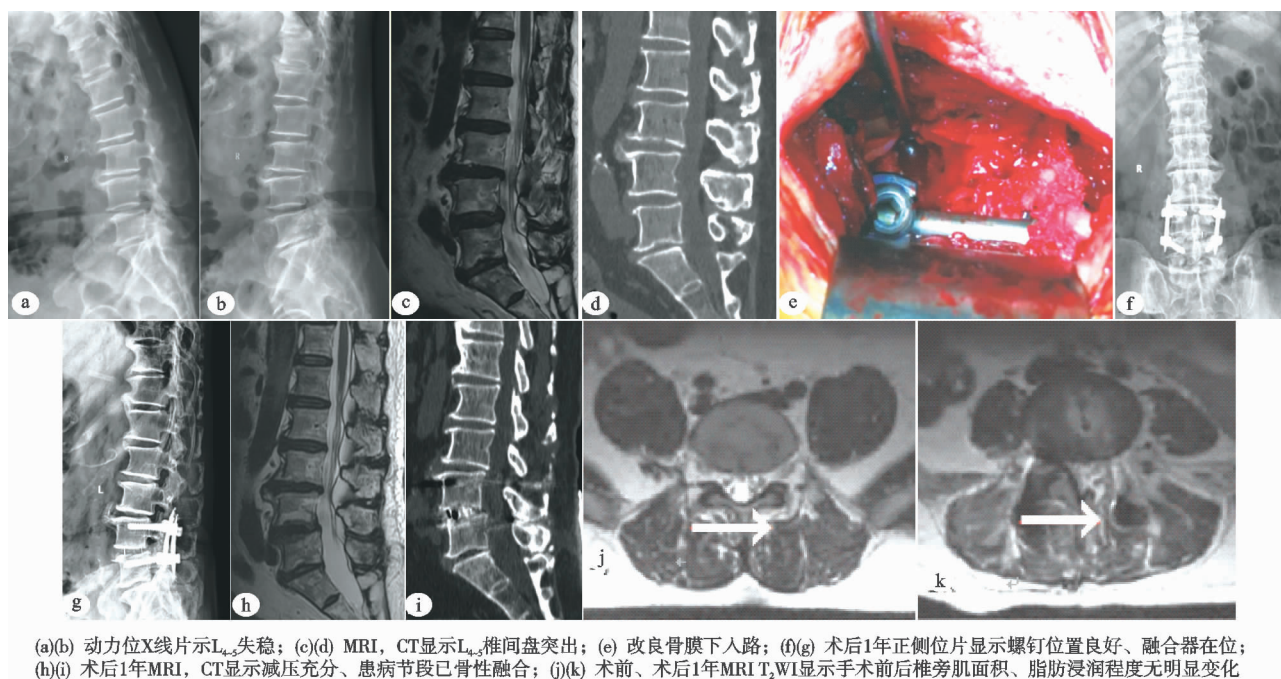 a
b
R
c
d
e
f
R
g
L
h
i
j
k
(a)(b) 动力位X线片示L4-5失稳；(c)(d) MRI，CT显示L4-5椎间盘突出；(e) 改良骨膜下入路；(f)(g) 术后1年正侧位片显示螺钉位置良好、融合器在位；
(h)(i) 术后1年MRI，CT显示减压充分、患病节段已骨性融合；(j)(k) 术前、术后1年MRI T2WI显示手术前后椎旁肌面积、脂肪浸润程度无明显变化